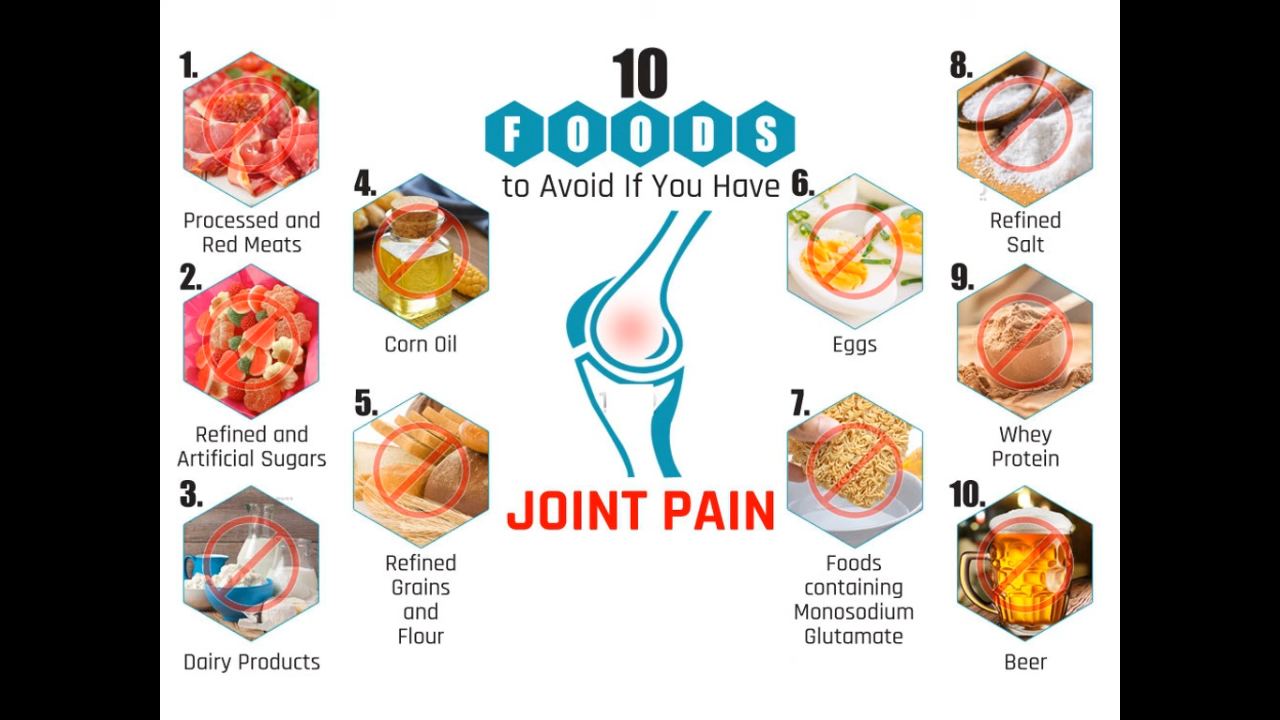 10
FOODS
to Avoid If You Have
JOINT PAIN
1.
Processed and
Red Meats
2.
Refined and
Artificial Sugars
3.
Dairy Products
4.
Corn Oil
5.
Refined
Grains
and
Flour
6.
Eggs
7.
Foods
containing
Monosodium
Glutamate
8.
Refined
Salt
9.
Whey
Protein
10.
Beer